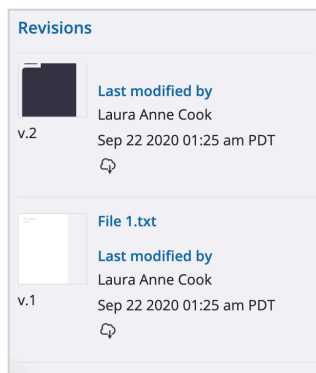 Revisions
Last modified by
Laura Anne Cook
v.2
Sep 22 2020 01:25 am PDT
File 1.txt
Last modified by
Laura Anne Cook
v.1
Sep 22 2020 01:25 am PDT